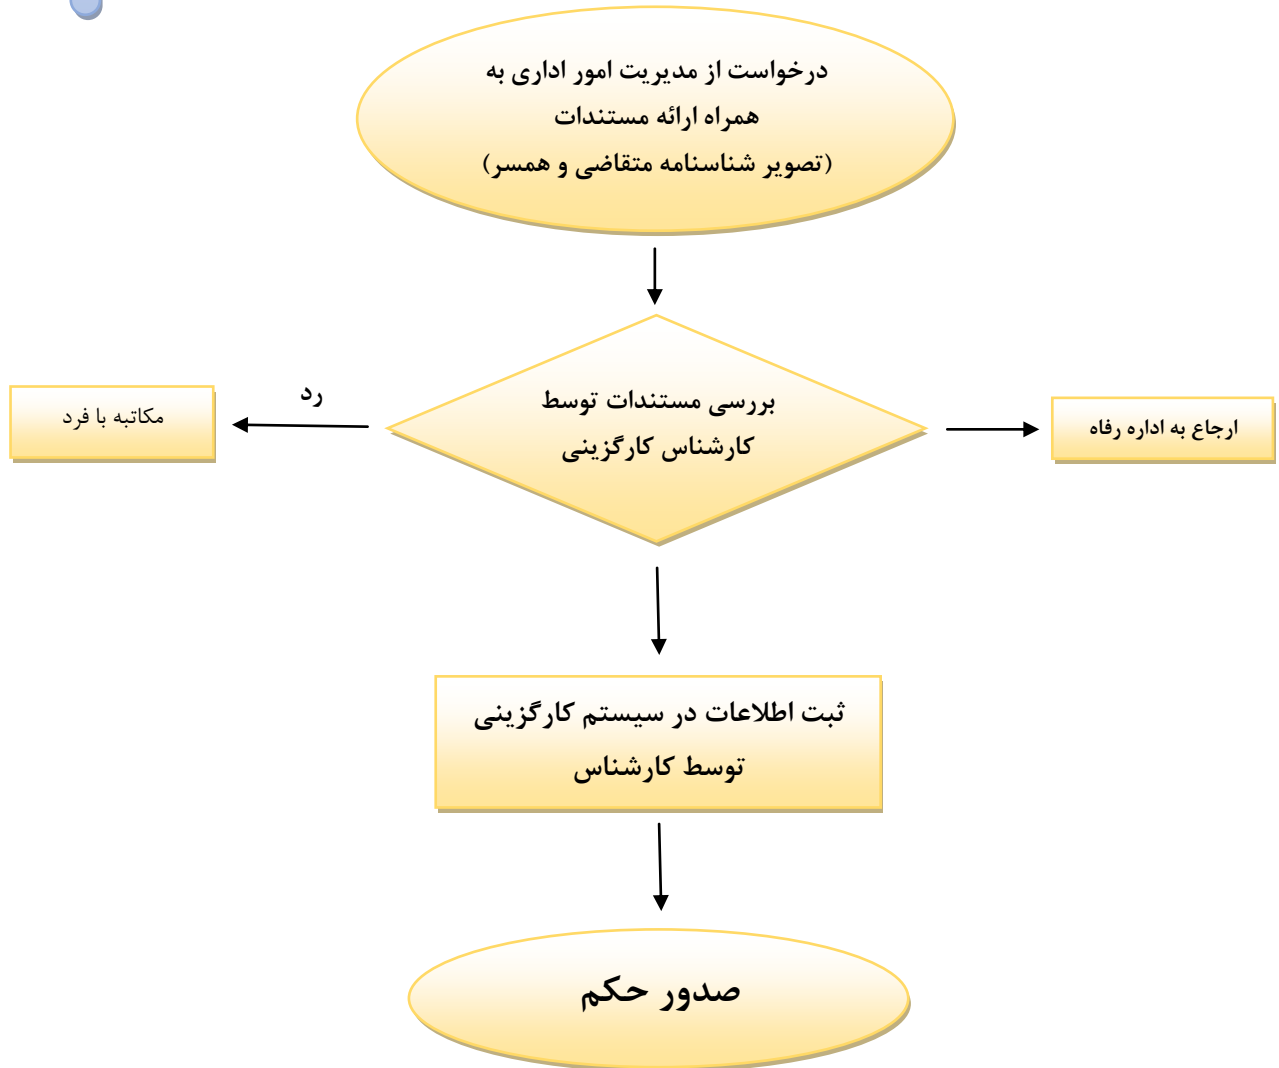 درخواست از مدیریت امور اداری به
همراه ارائه مستندات
(تصویر شناسنامه متقاضی و همسر)
بررسی مستندات توسط
کارشناس کارگزینی
ارجاع به اداره رفاه
رد
مکاتبه با فرد
ثبت اطلاعات در سیستم کارگزینی
توسط کارشناس
صدور حکم